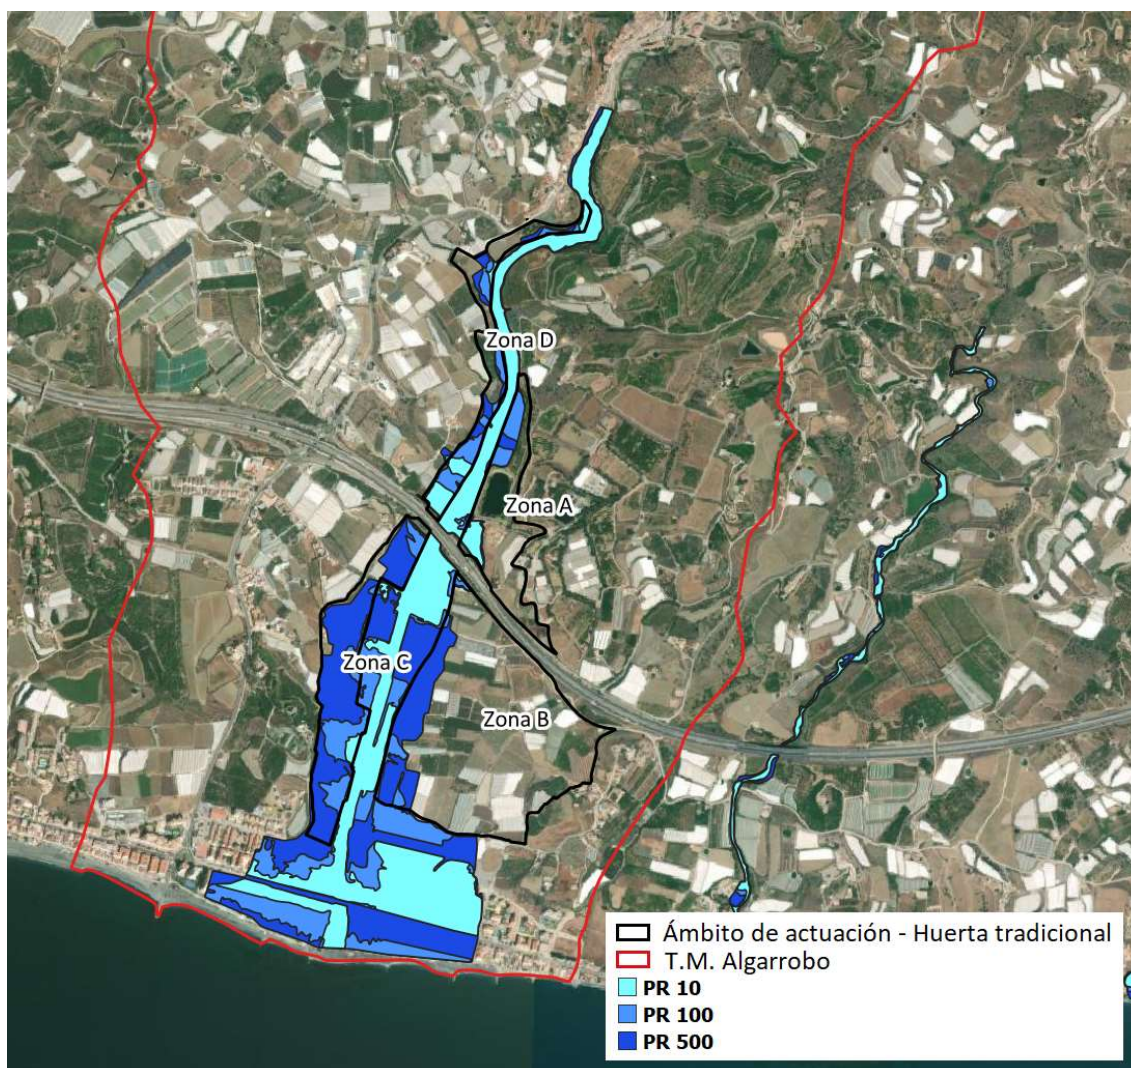 Zona D
Zona A
Zona C
Zona B
Ámbito de actuación - Huerta tradicional
T.M. Algarrobo
PR 10
PR 100
PR 500